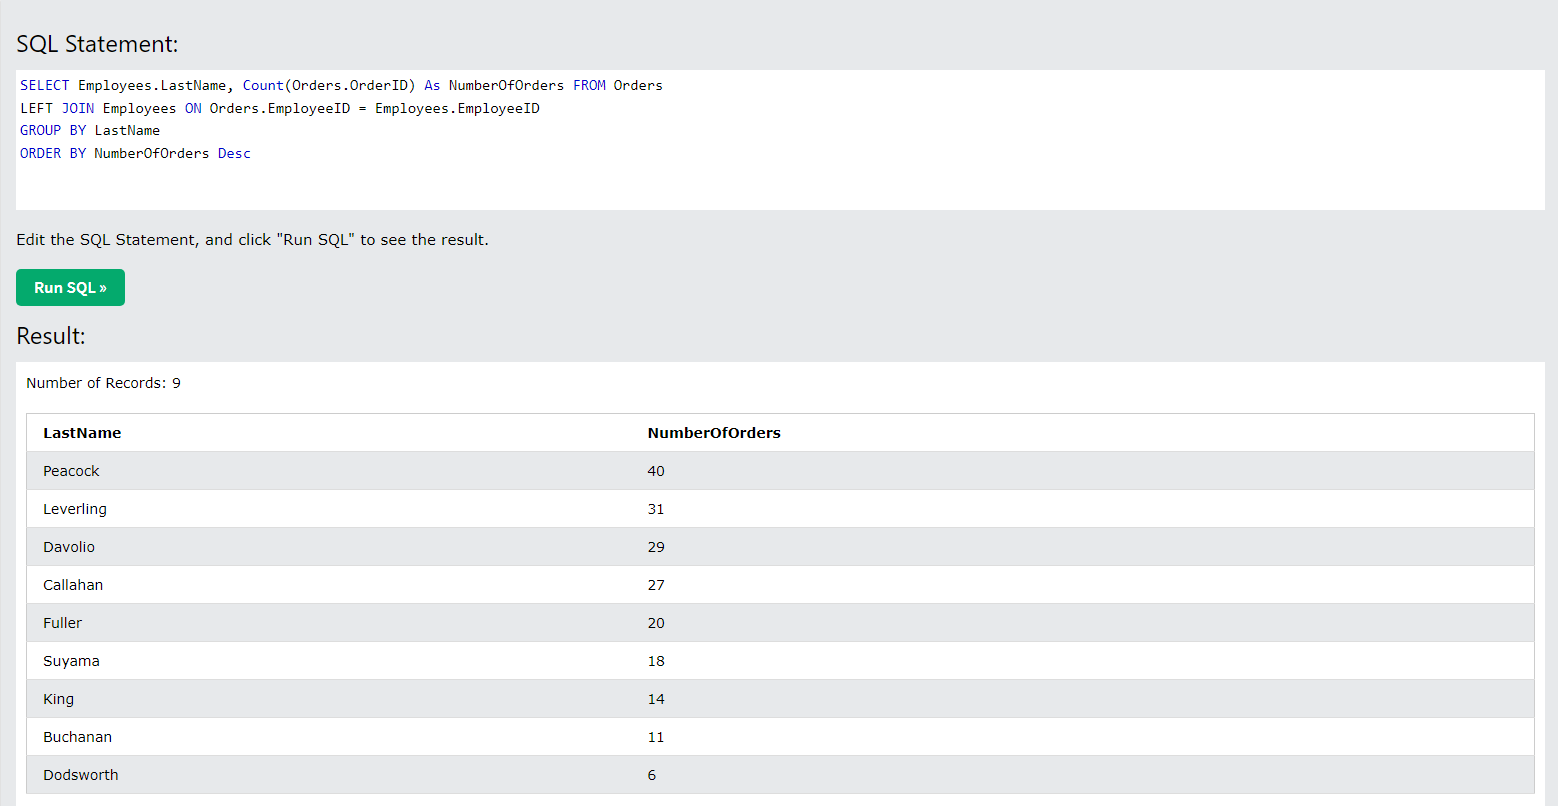 SQL Statement:
SELECT Employees.LastName, Count(Orders.OrderID) As NumberOfOrders FROM Orders
LEFT JOIN Employees ON Orders.EmployeeID = Employees.EmployeeID
GROUP BY LastName
ORDER BY NumberOfOrders Desc
Edit the SQL Statement, and click "Run SQL" to see the result.
Run SQL »
Result:
Number of Records: 9
LastName NumberOfOrders
Peacock 40
Leverling 31
Davolio 29
Callahan 27
Fuller 20
Suyama 18
King 14
Buchanan 11
Dodsworth 6